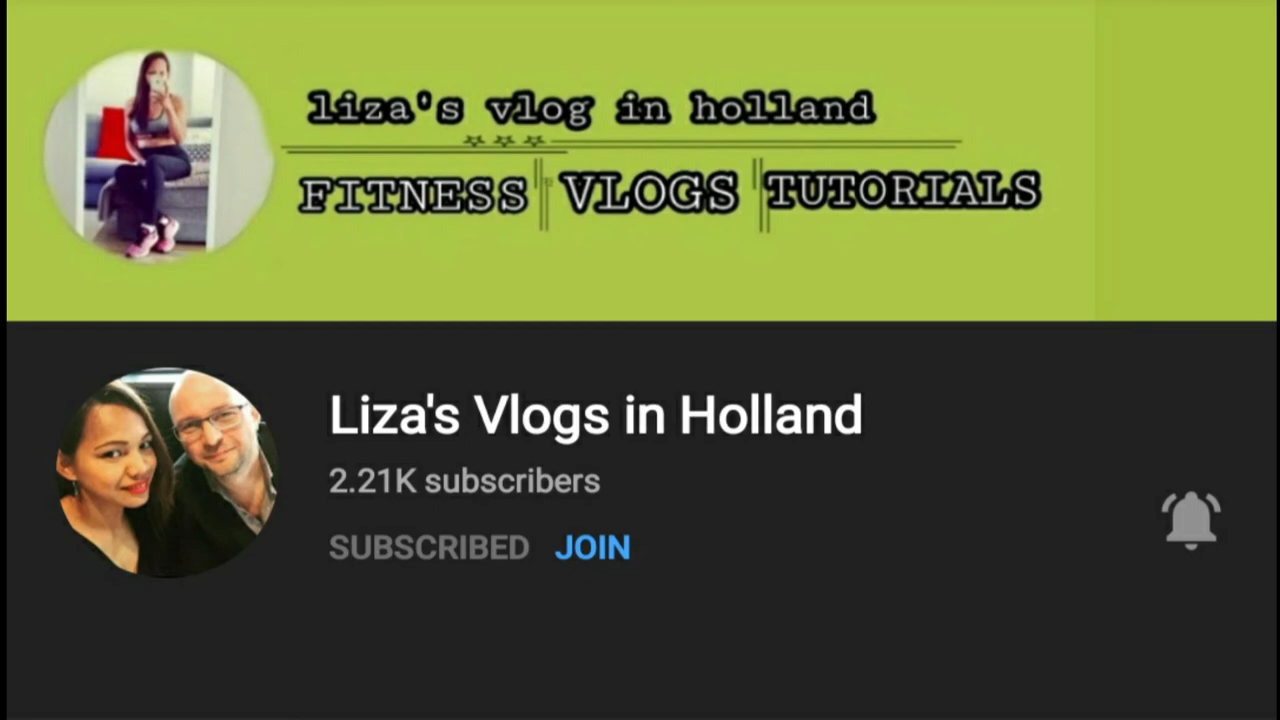 liza's vlog in holland
FITNESS VLOGS TUTORIALS
Liza's Vlogs in Holland
2.21K subscribers
SUBSCRIBED JOIN